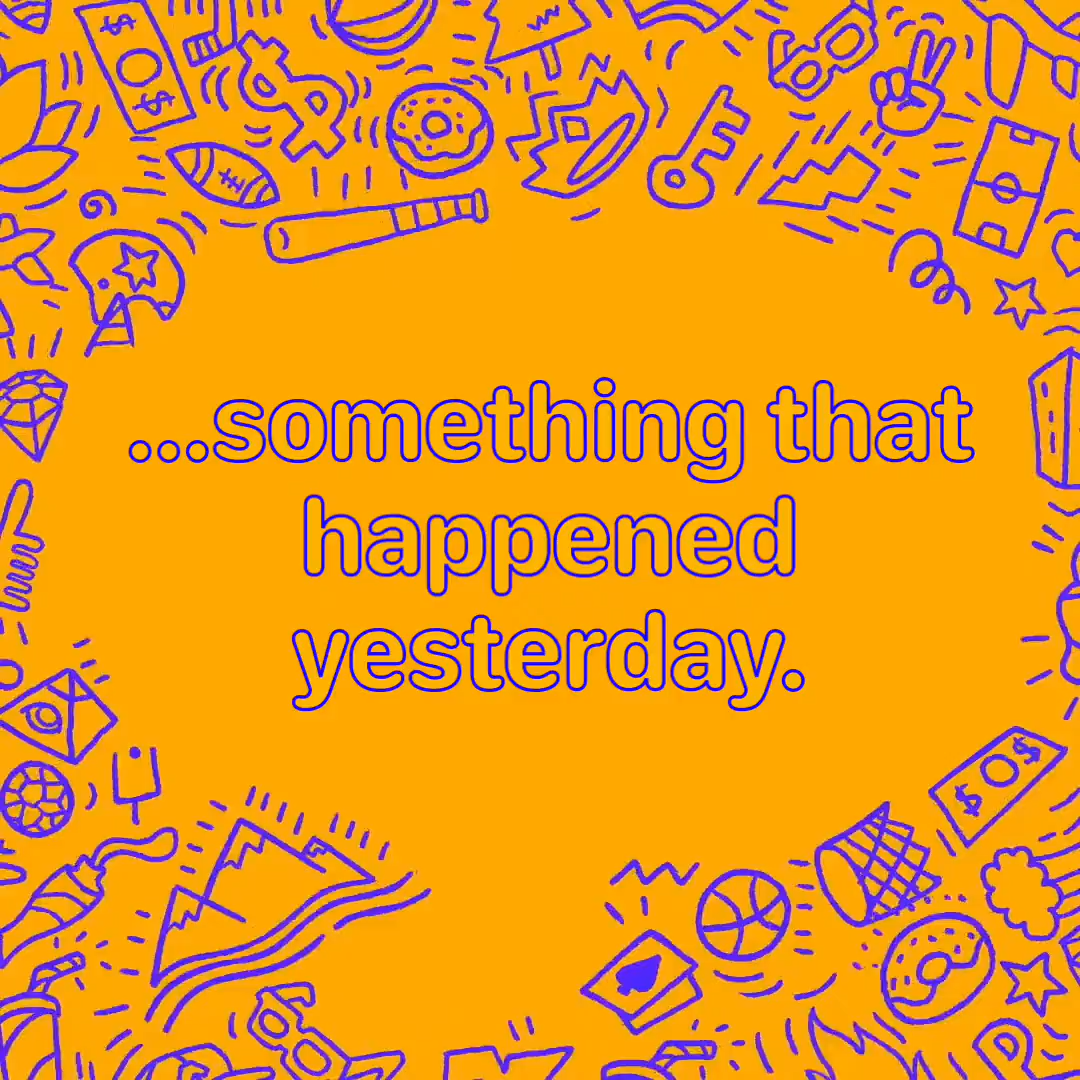 $ O $
...something that
happened
yesterday.
$ O $
R